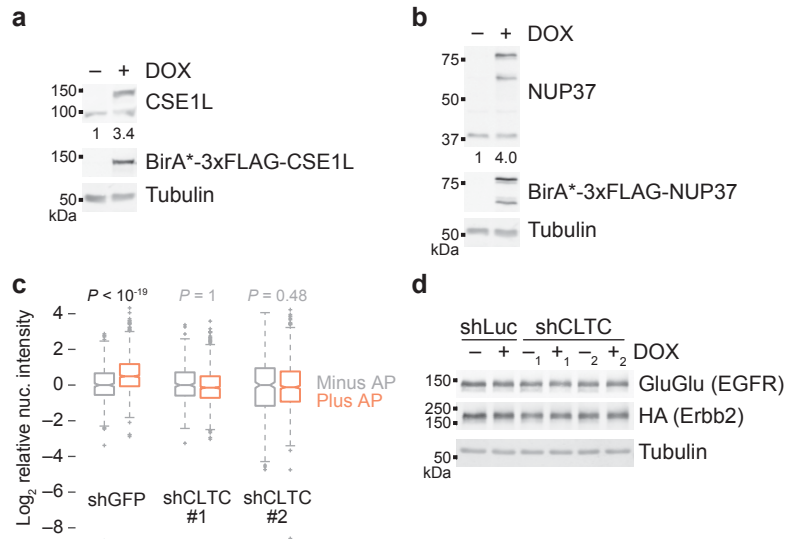 a
− + DOX
150
100
CSE1L
1 3.4
150
BirA*-3xFLAG-CSE1L
50
Tubulin
kDa
b
− + DOX
75
50
37
NUP37
1 4.0
75
BirA*-3xFLAG-NUP37
50
Tubulin
kDa
c
P < 10⁻¹⁹ P = 1 P = 0.48
Log₂ relative nuc. intensity
4
2
0
−2
−4
−6
−8
Minus AP
Plus AP
shGFP
shCLTC #1
shCLTC #2
d
shLuc shCLTC
− + −₁ +₁ −₂ +₂ DOX
150
GluGlu (EGFR)
250
150
HA (Erbb2)
50
Tubulin
kDa